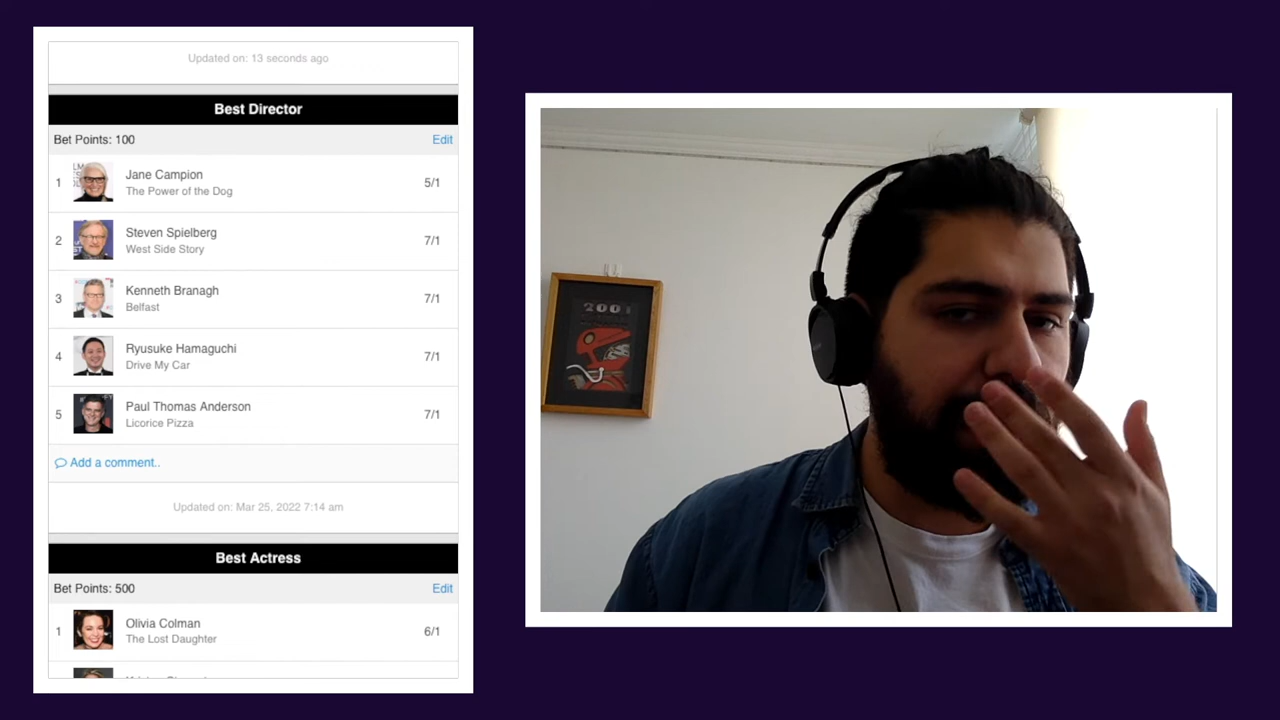 Updated on: 13 seconds ago
Best Director
Bet Points: 100
Edit
1
Jane Campion
The Power of the Dog
5/1
2
Steven Spielberg
West Side Story
7/1
3
Kenneth Branagh
Belfast
7/1
4
Ryusuke Hamaguchi
Drive My Car
7/1
5
Paul Thomas Anderson
Licorice Pizza
7/1
Add a comment..
Updated on: Mar 25, 2022 7:14 am
Best Actress
Bet Points: 500
Edit
1
Olivia Colman
The Lost Daughter
6/1
2001